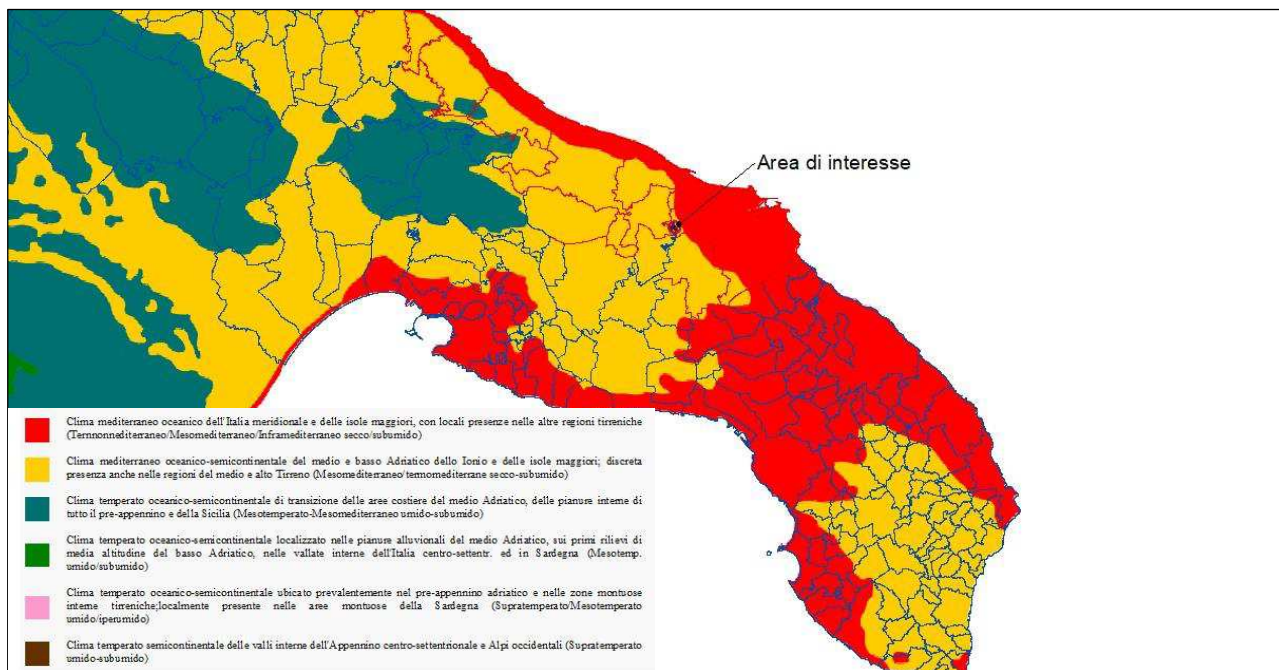 Area di interesse
Clima mediterraneo oceanico dell'Italia meridionale e delle isole maggiori, con locali presenze nelle altre regioni tirreniche
(Ternnonnediterraneo/Mesomediterraneo/Inframediterraneo secco/subumido)
Clima mediterraneo oceanico-semicontinentale del medio e basso Adriatico dello Ionio e delle isole maggiori; discreta
presenza anche nelle regioni del medio e alto Tirreno (Mesomediterraneo/termomediterrane secco-subumido)
Clima temperato oceanico-semicontinentale di transizione delle aree costiere del medio Adriatico, delle pianure interne di
tutto il pre-appennino e della Sicilia (Mesotemperato-Mesomediterraneo umido-subumido)
Clima temperato oceanico-semicontinentale localizzato nelle pianure alluvionali del medio Adriatico, sui primi rilievi di
media altitudine del basso Adriatico, nelle vallate interne dell'Italia centro-settentr. ed in Sardegna (Mesotemp.
umido/subumido)
Clima temperato oceanico-semicontinentale ubicato prevalentemente nel pre-appennino adriatico e nelle zone montuose
interne tirreniche;localmente presente nelle aree montuose della Sardegna (Supratemperato/Mesotemperato
umido/iperumido)
Clima temperato semicontinentale delle valli interne dell'Appennino centro-settentrionale e Alpi occidentali (Supratemperato
umido-subumido)